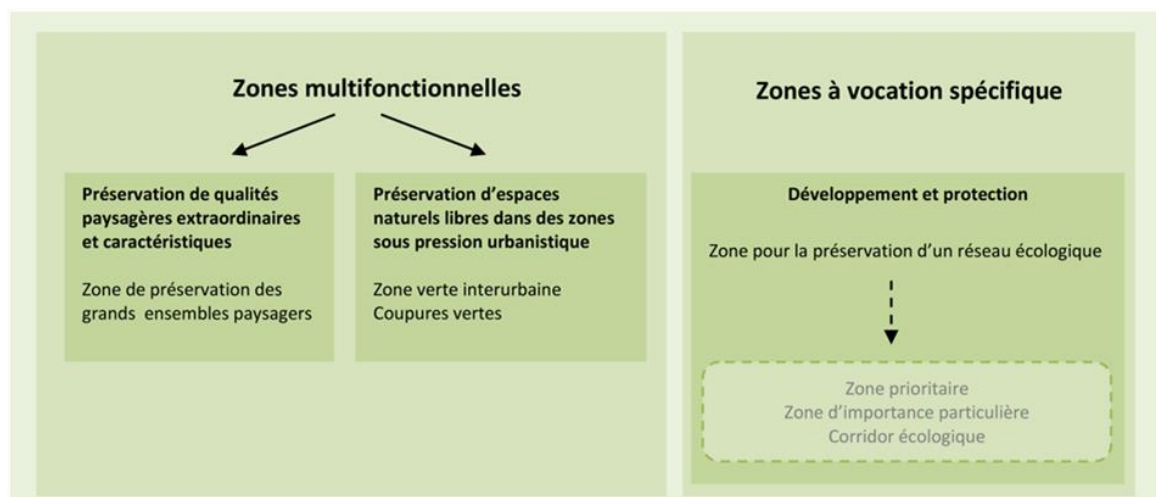 Zones multifonctionnelles
Préservation de qualités
paysagères extraordinaires
et caractéristiques
Zone de préservation des
grands ensembles paysagers
Préservation d'espaces
naturels libres dans des zones
sous pression urbanistique
Zone verte interurbaine
Coupures vertes
Zones à vocation spécifique
Développement et protection
Zone pour la préservation d'un réseau écologique
Zone prioritaire
Zone d'importance particulière
Corridor écologique